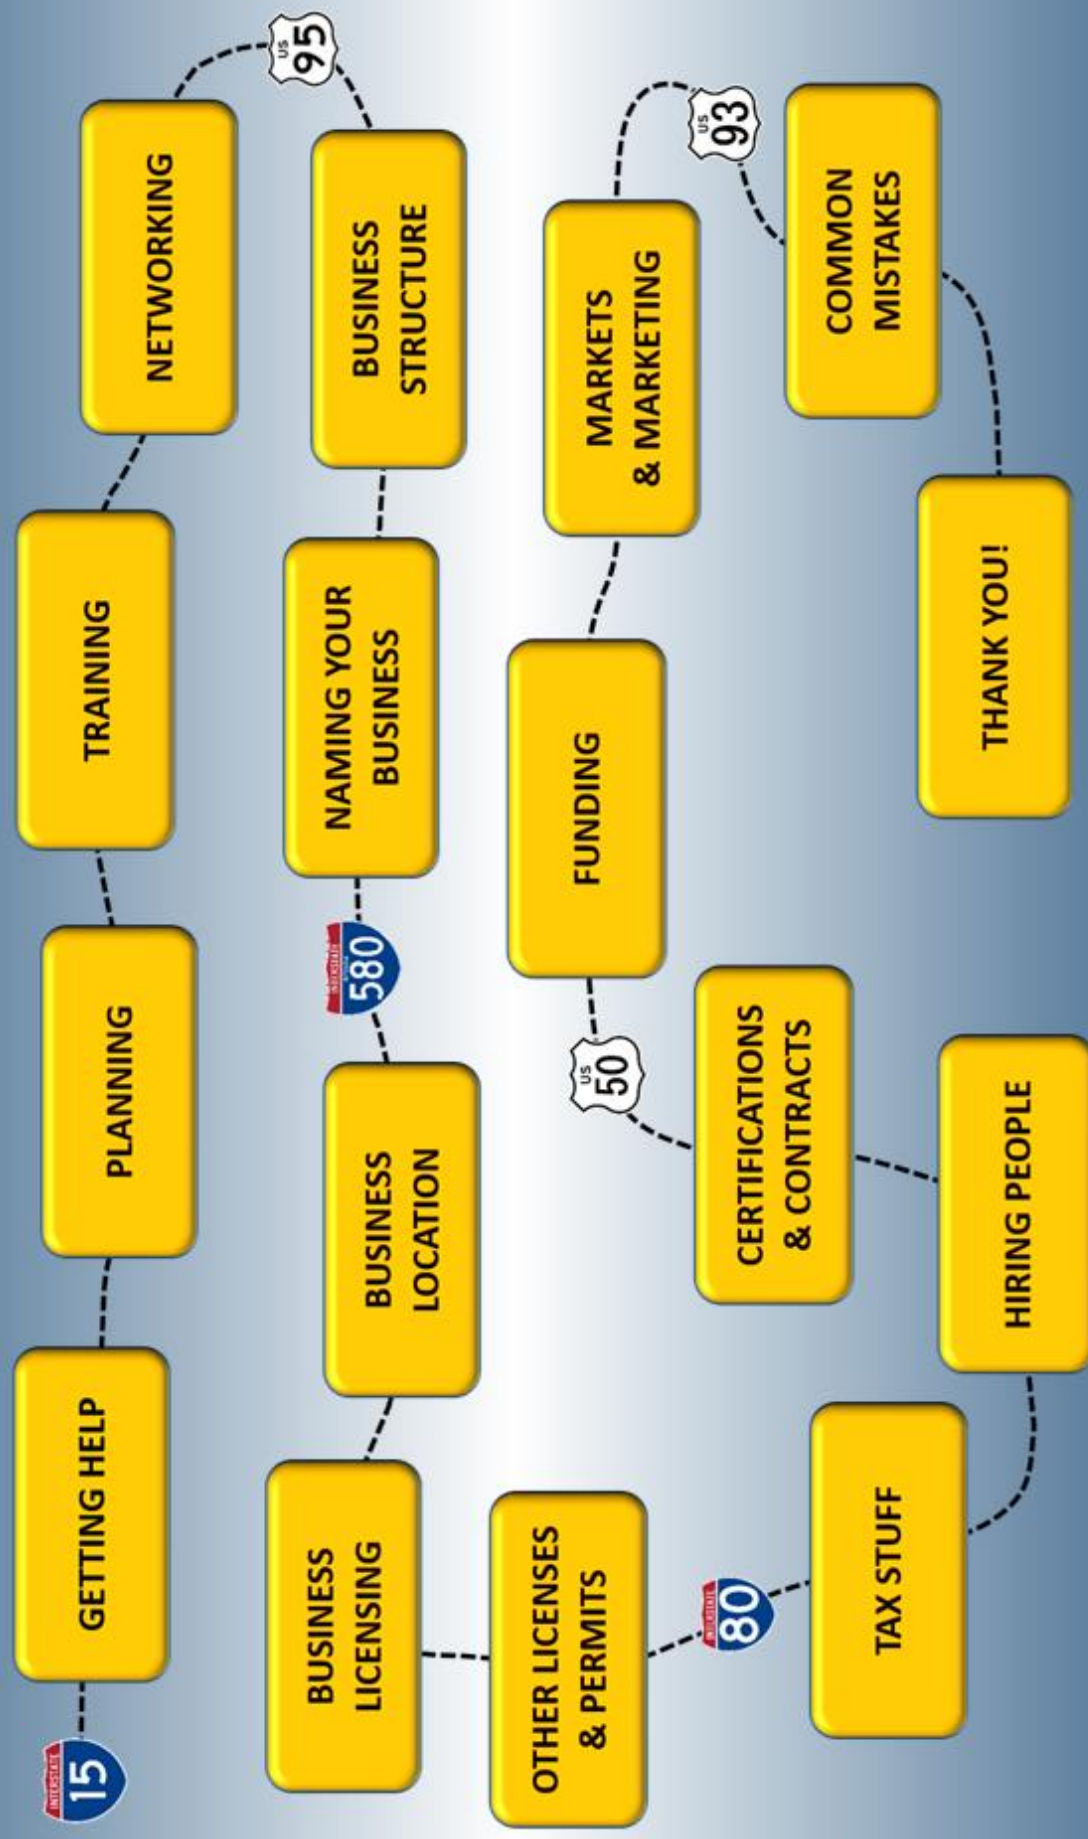 INTERSTATE
15
GETTING HELP
PLANNING
TRAINING
NETWORKING
US
95
BUSINESS
STRUCTURE
NAMING YOUR
BUSINESS
INTERSTATE
580
BUSINESS
LOCATION
BUSINESS
LICENSING
OTHER LICENSES
& PERMITS
INTERSTATE
80
TAX STUFF
HIRING PEOPLE
CERTIFICATIONS
& CONTRACTS
US
50
FUNDING
MARKETS
& MARKETING
US
93
COMMON
MISTAKES
THANK YOU!